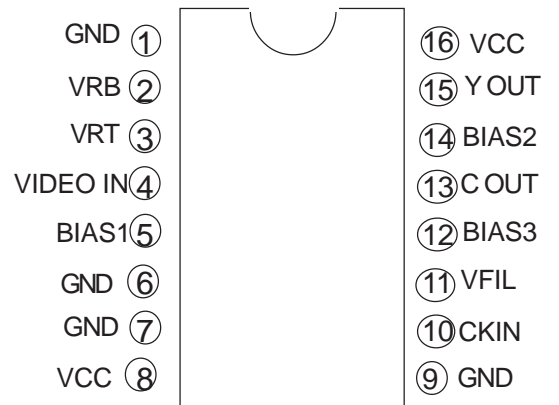 GND 1
VRB 2
VRT 3
VIDEO IN 4
BIAS1 5
GND 6
GND 7
VCC 8
16 VCC
15 Y OUT
14 BIAS2
13 C OUT
12 BIAS3
11 VFIL
10 CKIN
9 GND